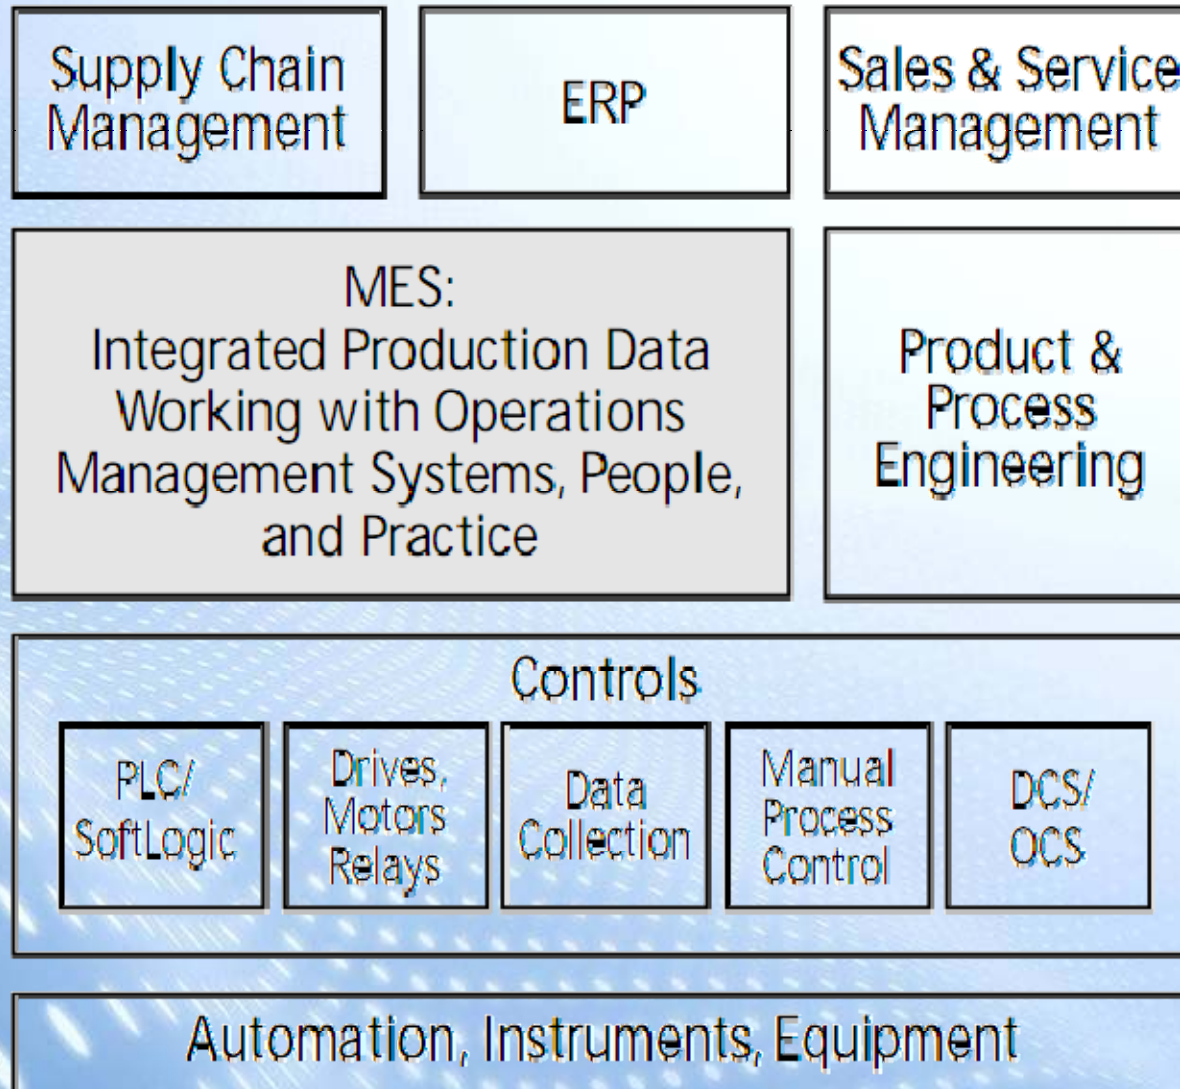 Supply Chain
Management
ERP
Sales & Service
Management
MES:
Integrated Production Data
Working with Operations
Management Systems, People,
and Practice
Product &
Process
Engineering
Controls
PLC/
SoftLogic
Drives,
Motors
Relays
Data
Collection
Manual
Process
Control
DCS/
OCS
Automation, Instruments, Equipment